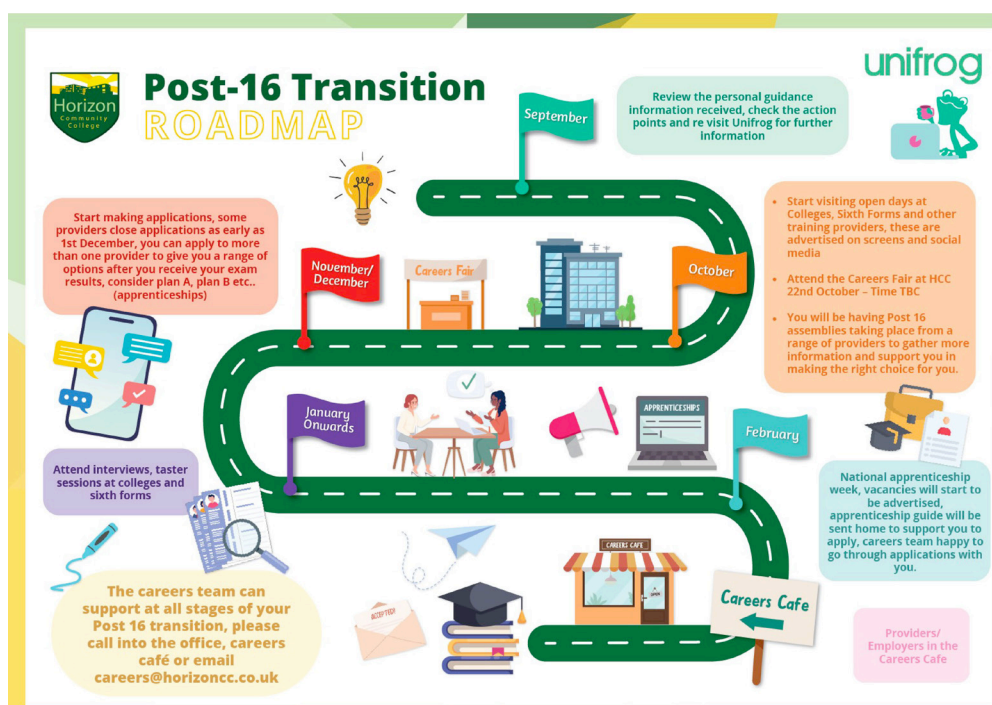 Horizon
Community
College
Post-16 Transition
ROADMAP
unifrog
September
Review the personal guidance
information received, check the action
points and re visit Unifrog for further
information
Start making applications, some
providers close applications as early as
1st December, you can apply to more
than one provider to give you a range of
options after you receive your exam
results, consider plan A, plan B etc..
(apprenticeships)
November/
December
Careers Fair
October
• Start visiting open days at
Colleges, Sixth Forms and other
training providers, these are
advertised on screens and social
media
• Attend the Careers Fair at HCC
22nd October – Time TBC
• You will be having Post 16
assemblies taking place from a
range of providers to gather more
information and support you in
making the right choice for you.
January
Onwards
APPRENTICESHIPS
February
Attend interviews, taster
sessions at colleges and
sixth forms
National apprenticeship
week, vacancies will start to
be advertised,
apprenticeship guide will be
sent home to support you to
apply, careers team happy to
go through applications with
you.
The careers team can
support at all stages of your
Post 16 transition, please
call into the office, careers
café or email
careers@horizoncc.co.uk
ACCEPTED
CAREERS CAFE
OPEN
Careers Cafe
Providers/
Employers in the
Careers Cafe